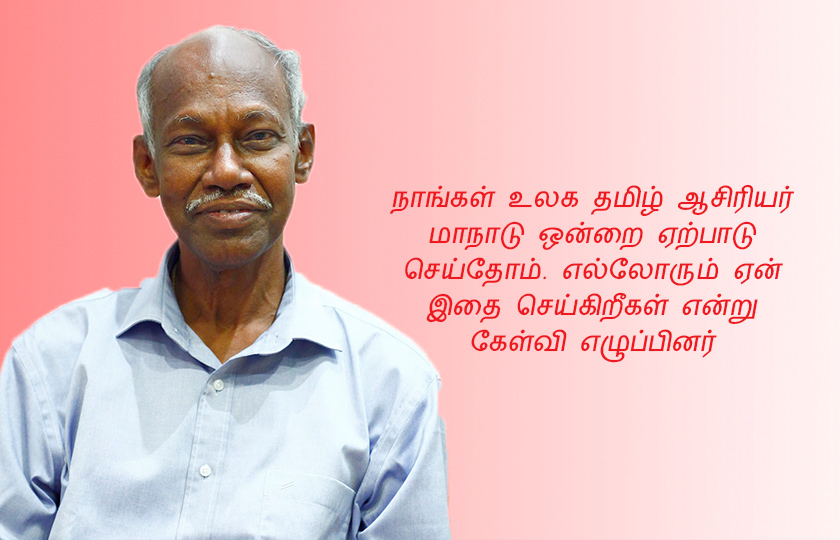 நாங்கள் உலக தமிழ் ஆசிரியர்
மாநாடு ஒன்றை ஏற்பாடு
செய்தோம். எல்லோரும் ஏன்
இதை செய்கிறீகள் என்று
கேள்வி எழுப்பினர்